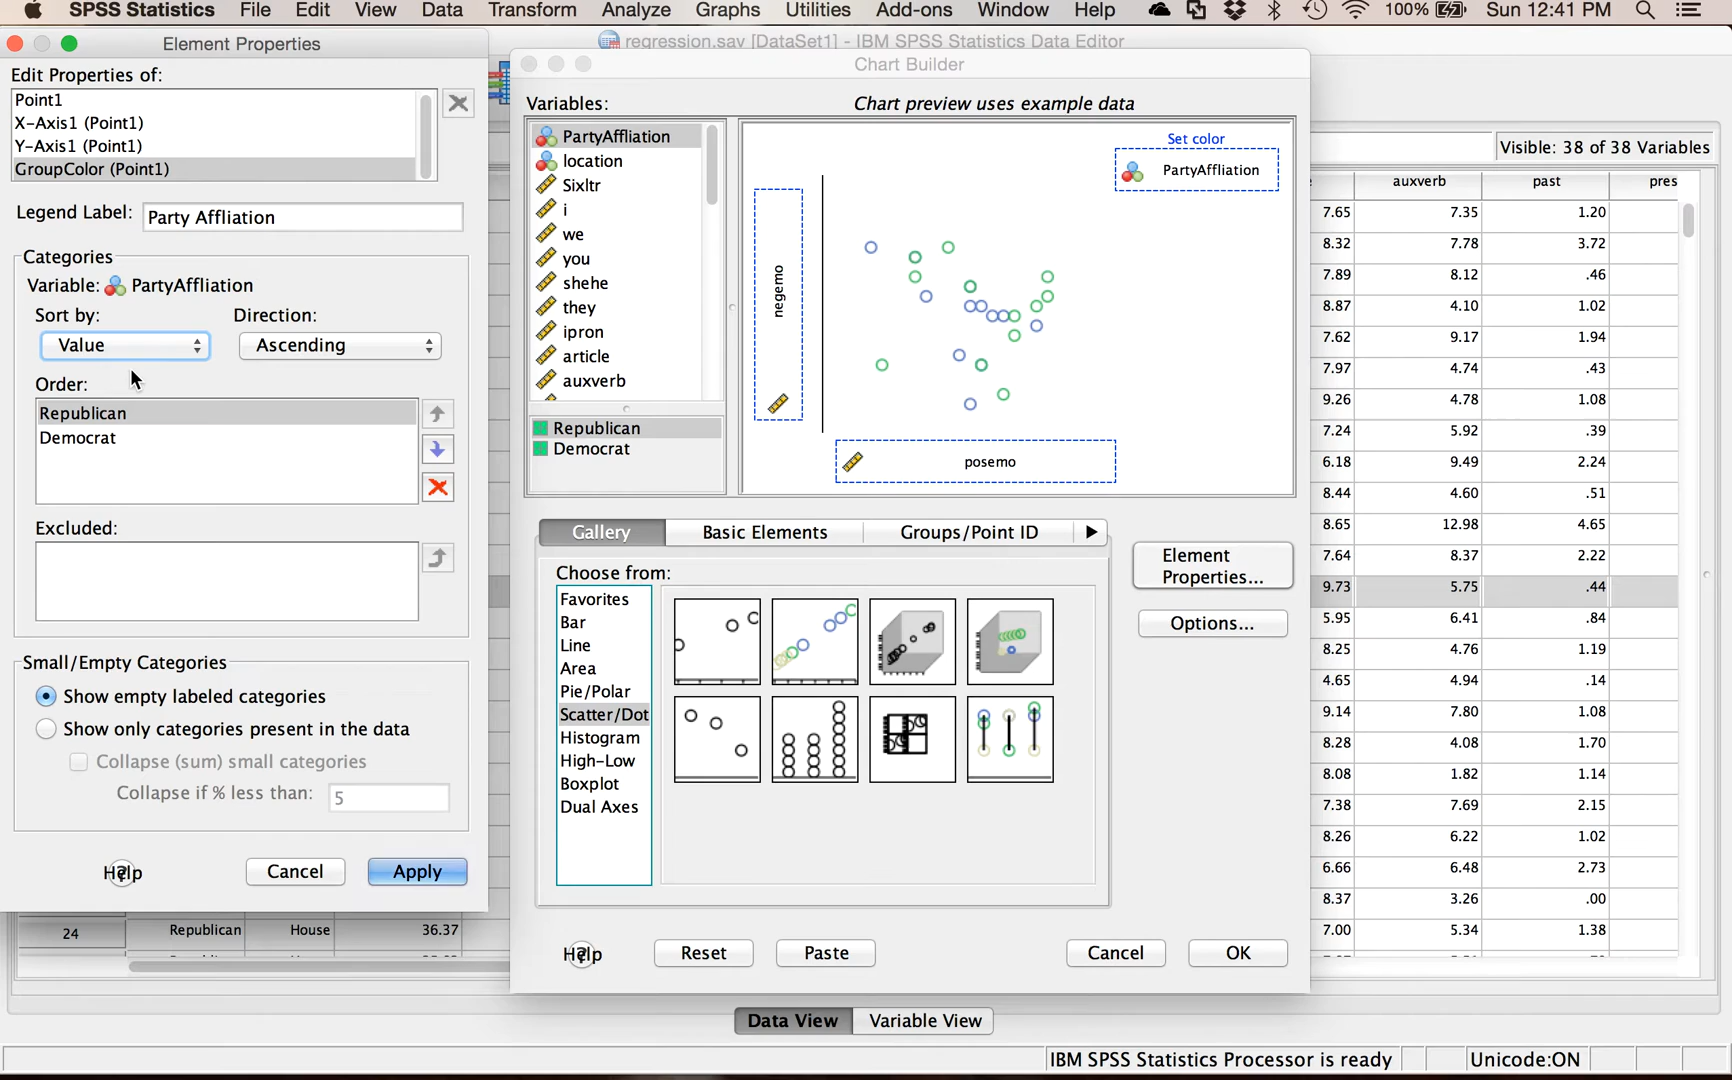 SPSS Statistics File Edit View Data Transform Analyze Graphs Utilities Add-ons Window Help 100% Sun 12:41 PM
regression.sav [DataSet1] - IBM SPSS Statistics Data Editor
Element Properties
Edit Properties of:
Point1
X-Axis1 (Point1)
Y-Axis1 (Point1)
GroupColor (Point1)
Legend Label: Party Affliation
Categories
Variable: PartyAffliation
Sort by: Direction:
Value Ascending
Order:
Republican
Democrat
Excluded:
Small/Empty Categories
Show empty labeled categories
Show only categories present in the data
Collapse (sum) small categories
Collapse if % less than: 5
Help Cancel Apply
Chart Builder
Variables: Chart preview uses example data
PartyAffliation
location
Sixltr
i
we
you
shehe
they
ipron
article
auxverb
Republican
Democrat
Set color
PartyAffliation
negemo
posemo
Gallery Basic Elements Groups/Point ID
Choose from:
Favorites
Bar
Line
Area
Pie/Polar
Scatter/Dot
Histogram
High-Low
Boxplot
Dual Axes
Element
Properties...
Options...
Help Reset Paste Cancel OK
Visible: 38 of 38 Variables
auxverb past pres
7.65 7.35 1.20
8.32 7.78 3.72
7.89 8.12 .46
8.87 4.10 1.02
7.62 9.17 1.94
7.97 4.74 .43
9.26 4.78 1.08
7.24 5.92 .39
6.18 9.49 2.24
8.44 4.60 .51
8.65 12.98 4.65
7.64 8.37 2.22
9.73 5.75 .44
5.95 6.41 .84
8.25 4.76 1.19
4.65 4.94 .14
9.14 7.80 1.08
8.28 4.08 1.70
8.08 1.82 1.14
7.38 7.69 2.15
8.26 6.22 1.02
6.66 6.48 2.73
8.37 3.26 .00
7.00 5.34 1.38
24 Republican House 36.37
Data View Variable View
IBM SPSS Statistics Processor is ready Unicode:ON